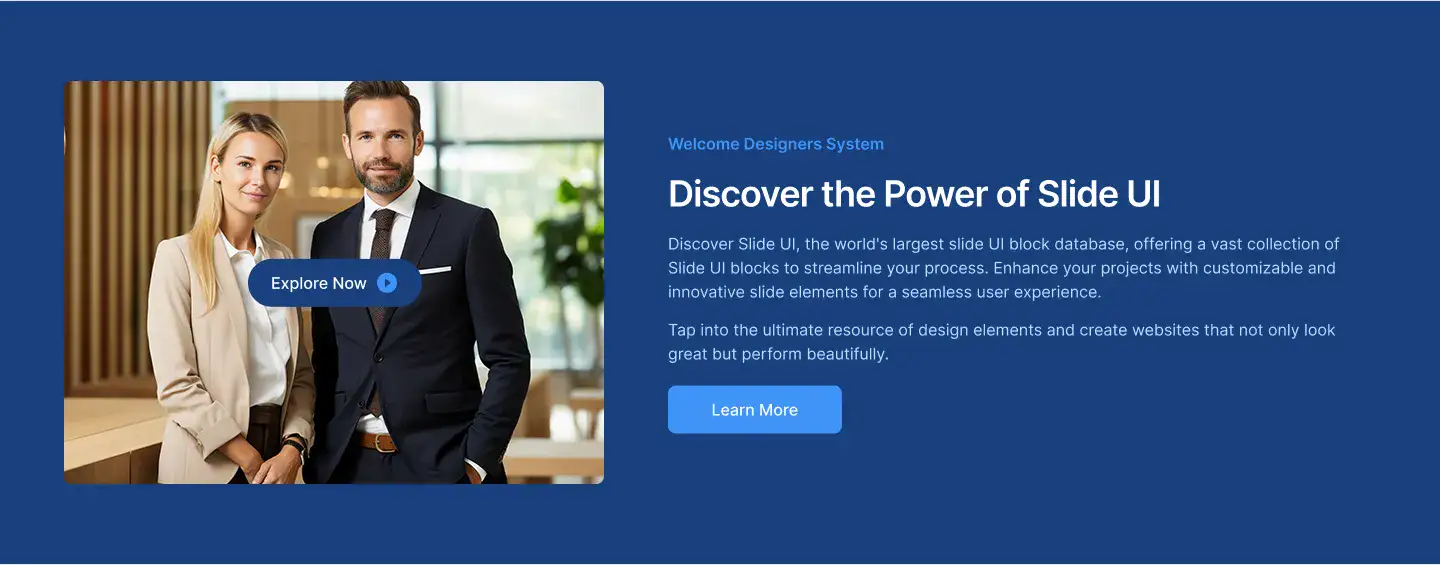 Explore Now
Welcome Designers System
Discover the Power of Slide UI
Discover Slide UI, the world's largest slide UI block database, offering a vast collection of
Slide UI blocks to streamline your process. Enhance your projects with customizable and
innovative slide elements for a seamless user experience.
Tap into the ultimate resource of design elements and create websites that not only look
great but perform beautifully.
Learn More